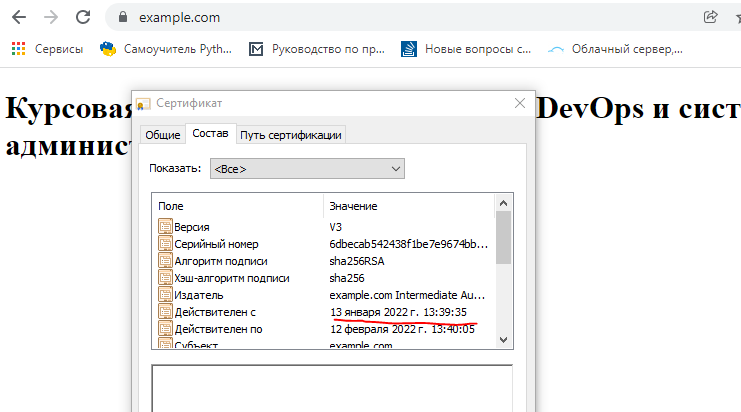 example.com
Сервисы Самоучитель Pyth... Руководство по пр... Новые вопросы с... Облачный сервер,...
Курсовая DevOps и сист
админист
Сертификат
Общие Состав Путь сертификации
Показать: <Все>
Поле Значение
Версия V3
Серийный номер 6dbecab542438f1be7e9674bb...
Алгоритм подписи sha256RSA
Хэш-алгоритм подписи sha256
Издатель example.com Intermediate Au...
Действителен с 13 января 2022 г. 13:39:35
Действителен по 12 февраля 2022 г. 13:40:05
Субъект example.com